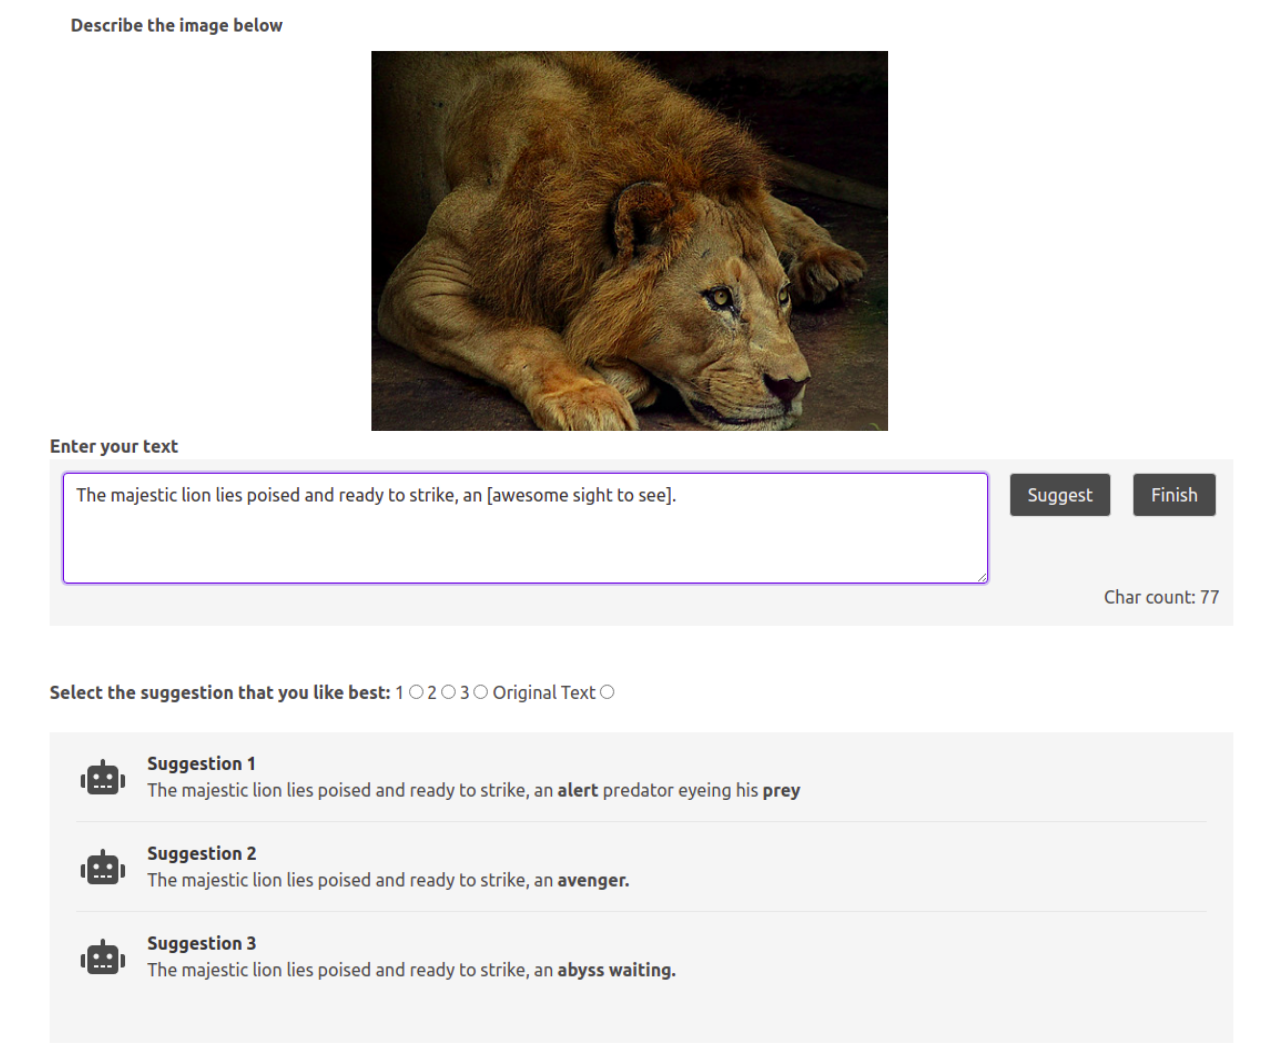 Describe the image below
Enter your text
The majestic lion lies poised and ready to strike, an [awesome sight to see].
Suggest
Finish
Char count: 77
Select the suggestion that you like best: 1 2 3 Original Text
Suggestion 1
The majestic lion lies poised and ready to strike, an alert predator eyeing his prey
Suggestion 2
The majestic lion lies poised and ready to strike, an avenger.
Suggestion 3
The majestic lion lies poised and ready to strike, an abyss waiting.